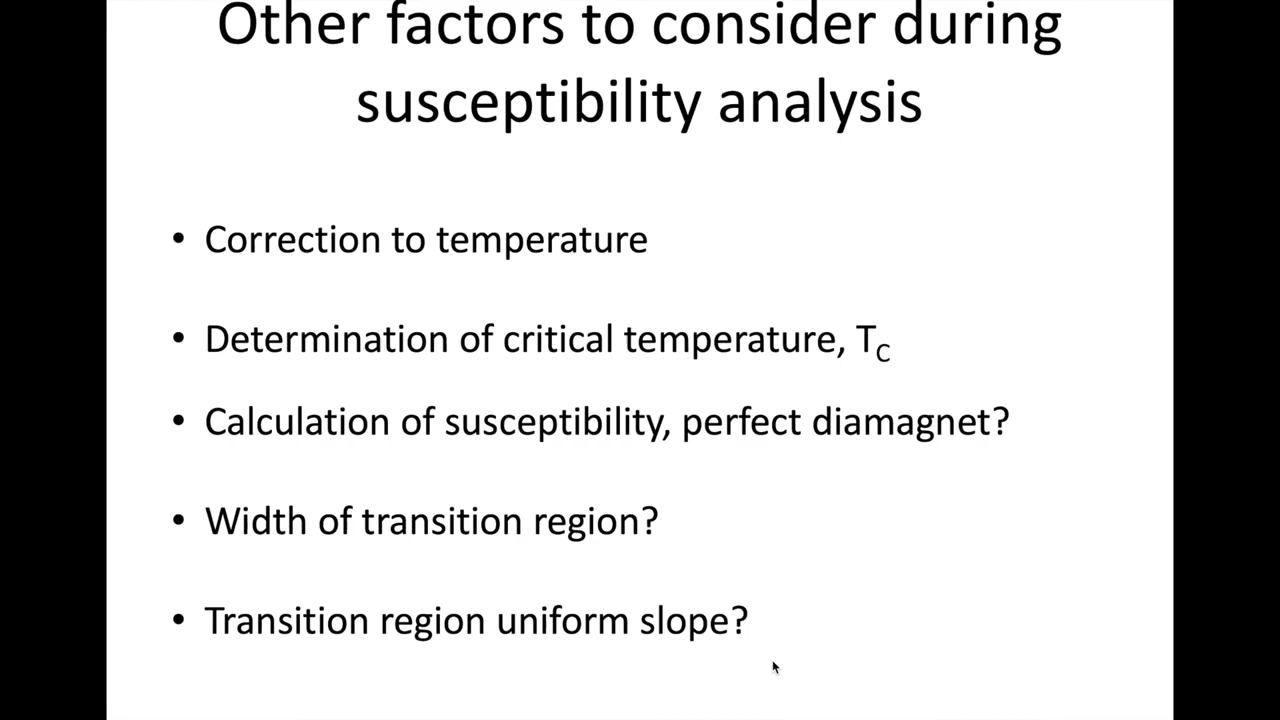 Other factors to consider during
susceptibility analysis
• Correction to temperature
• Determination of critical temperature, T_C
• Calculation of susceptibility, perfect diamagnet?
• Width of transition region?
• Transition region uniform slope?